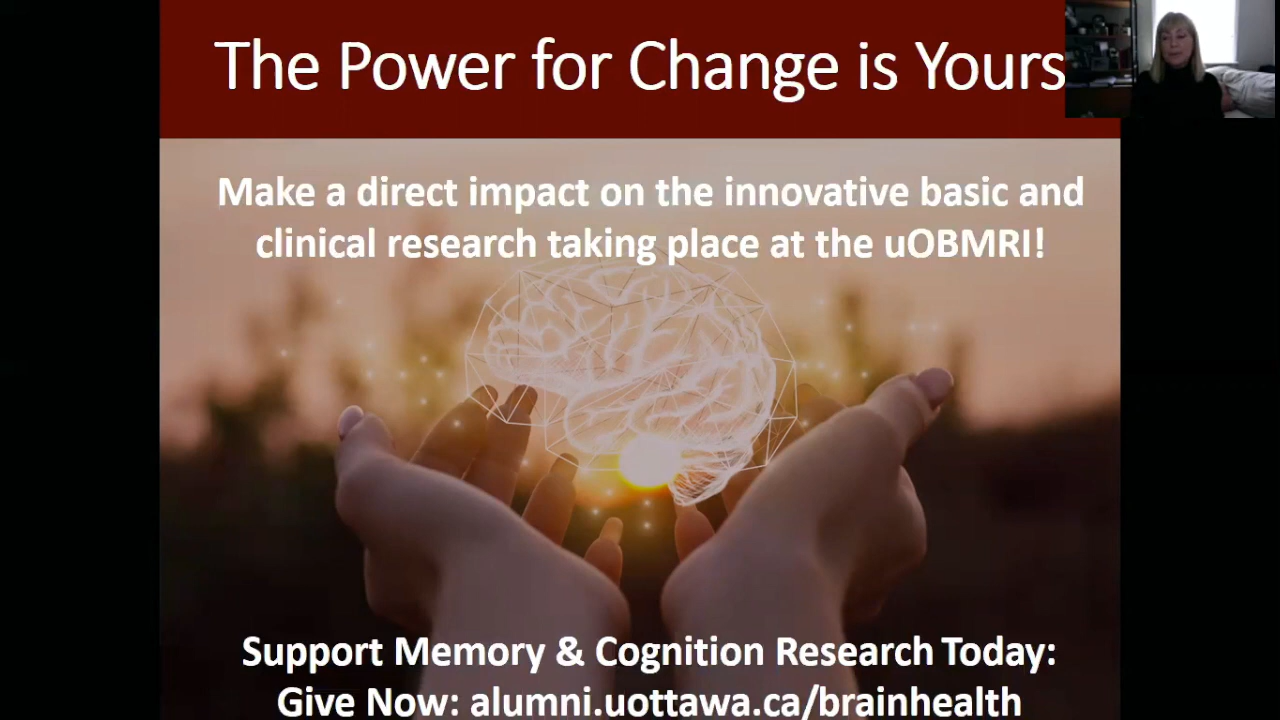 The Power for Change is Yours
Make a direct impact on the innovative basic and
clinical research taking place at the uOBMRI!
Support Memory & Cognition Research Today:
Give Now: alumni.uottawa.ca/brainhealth